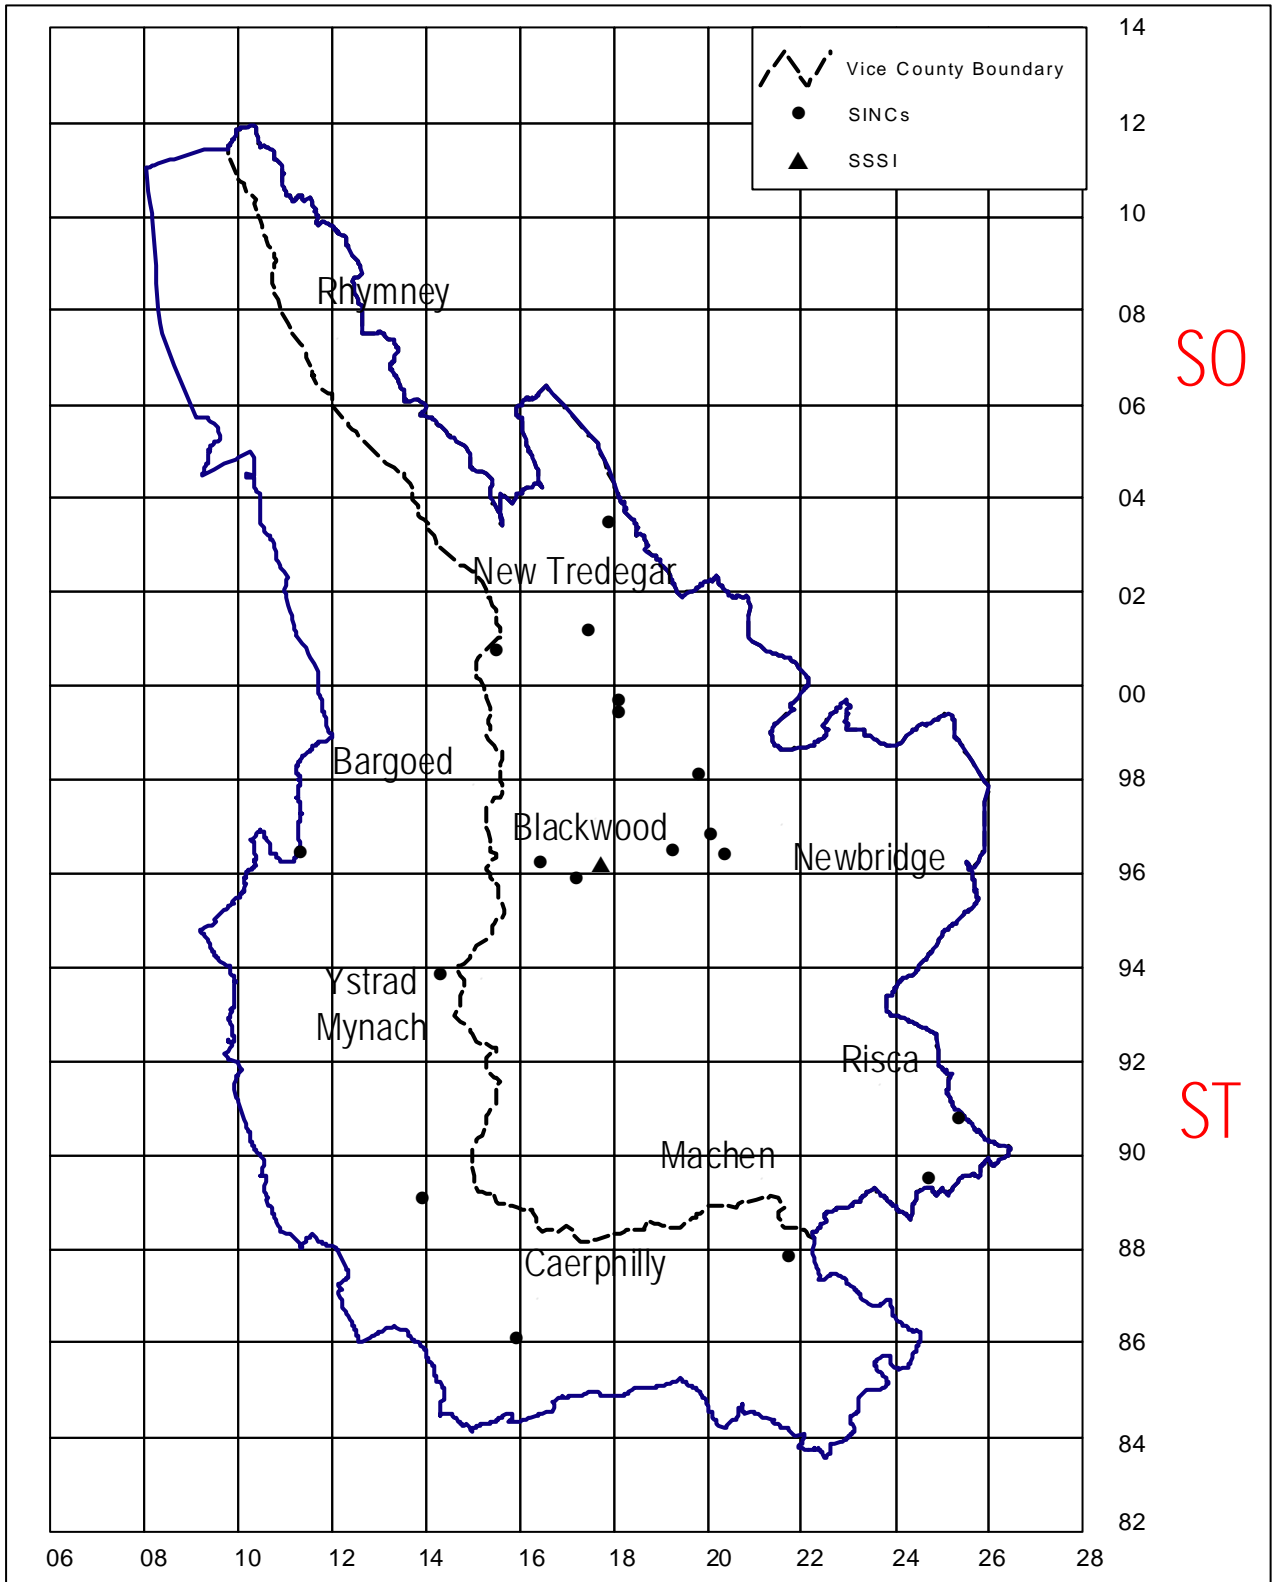 14
Vice County Boundary
SINCs
SSSI
12
10
Rhymney
08
SO
06
04
New Tredegar
02
00
Bargoed
98
Blackwood
Newbridge
96
Ystrad
Mynach
94
Risca
92
ST
Machen
90
Caerphilly
88
86
84
82
06 08 10 12 14 16 18 20 22 24 26 28